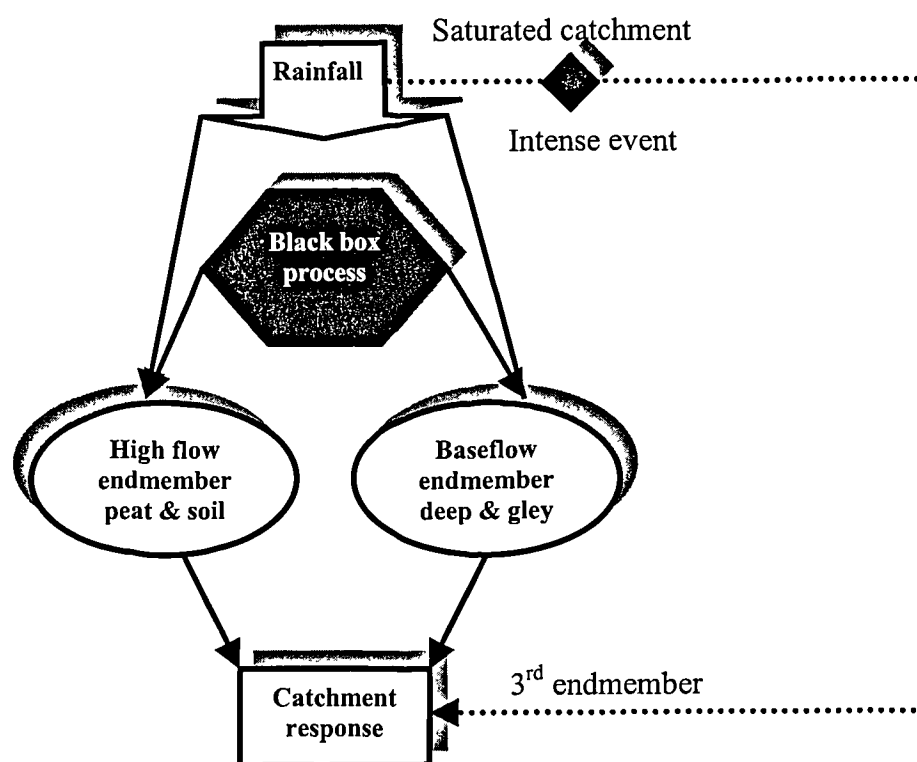 Saturated catchment
Rainfall
Intense event
Black box
process
High flow
endmember
peat & soil
Baseflow
endmember
deep & gley
3rd endmember
Catchment
response